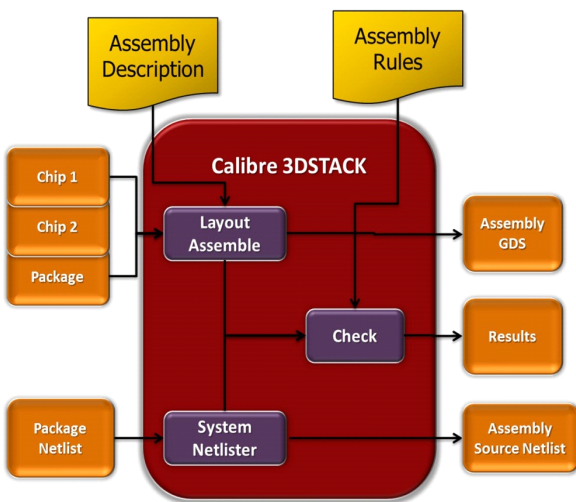 Assembly
Description
Assembly
Rules
Calibre 3DSTACK
Chip 1
Chip 2
Package
Layout
Assemble
Assembly
GDS
Check
Results
Package
Netlist
System
Netlister
Assembly
Source Netlist